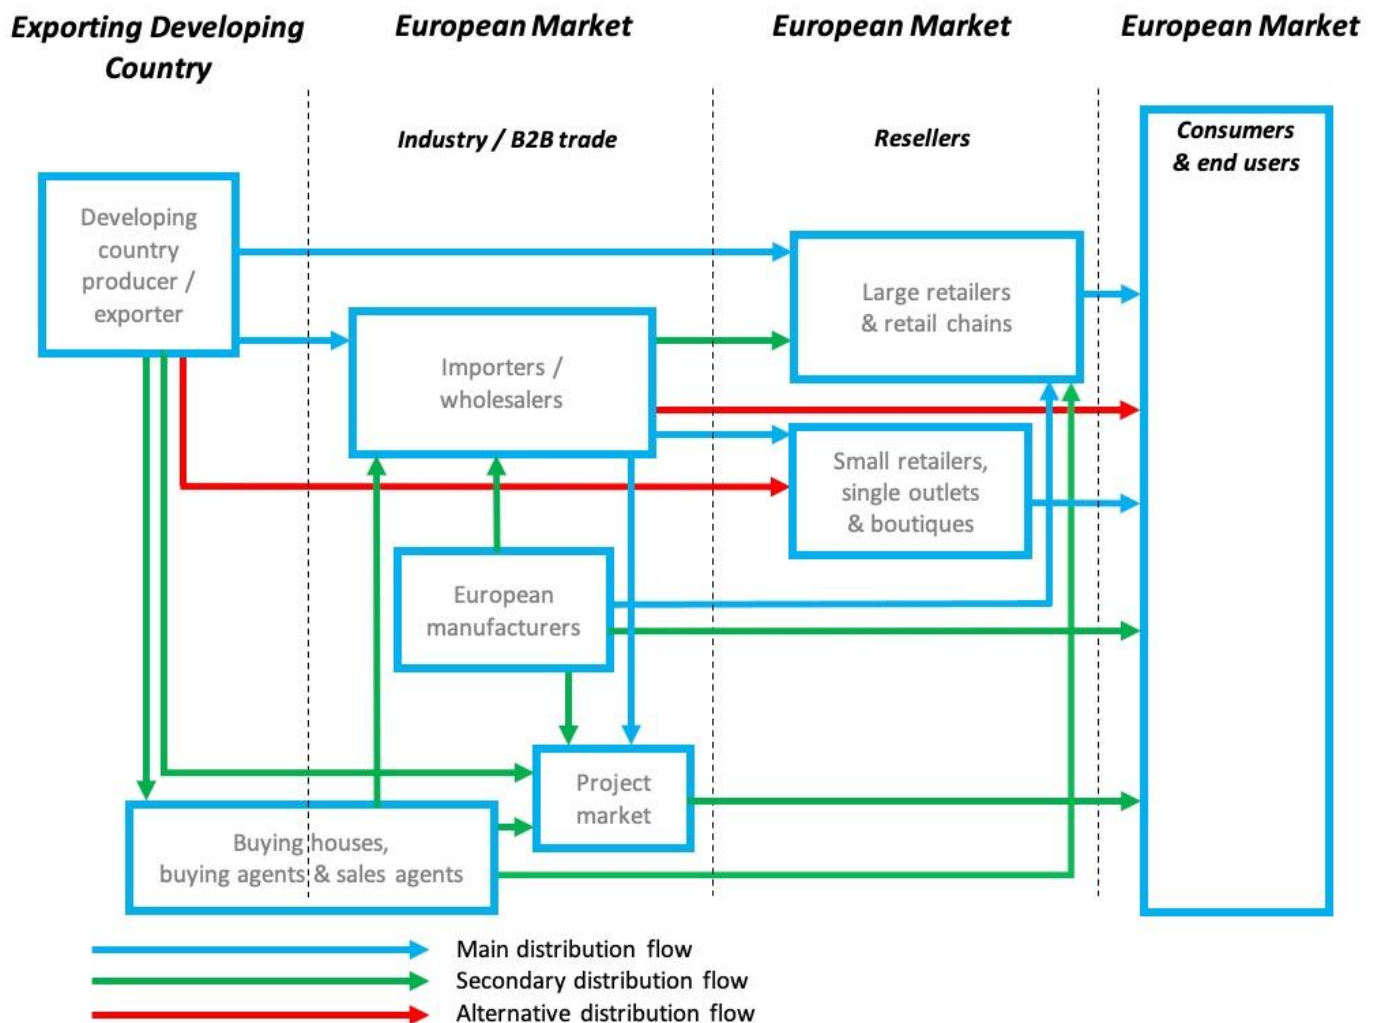 Exporting Developing
Country
European Market
European Market
European Market
Industry / B2B trade
Resellers
Consumers
& end users
Developing
country
producer /
exporter
Large retailers
& retail chains
Importers /
wholesalers
Small retailers,
single outlets
& boutiques
European
manufacturers
Project
market
Buying houses,
buying agents & sales agents
Main distribution flow
Secondary distribution flow
Alternative distribution flow